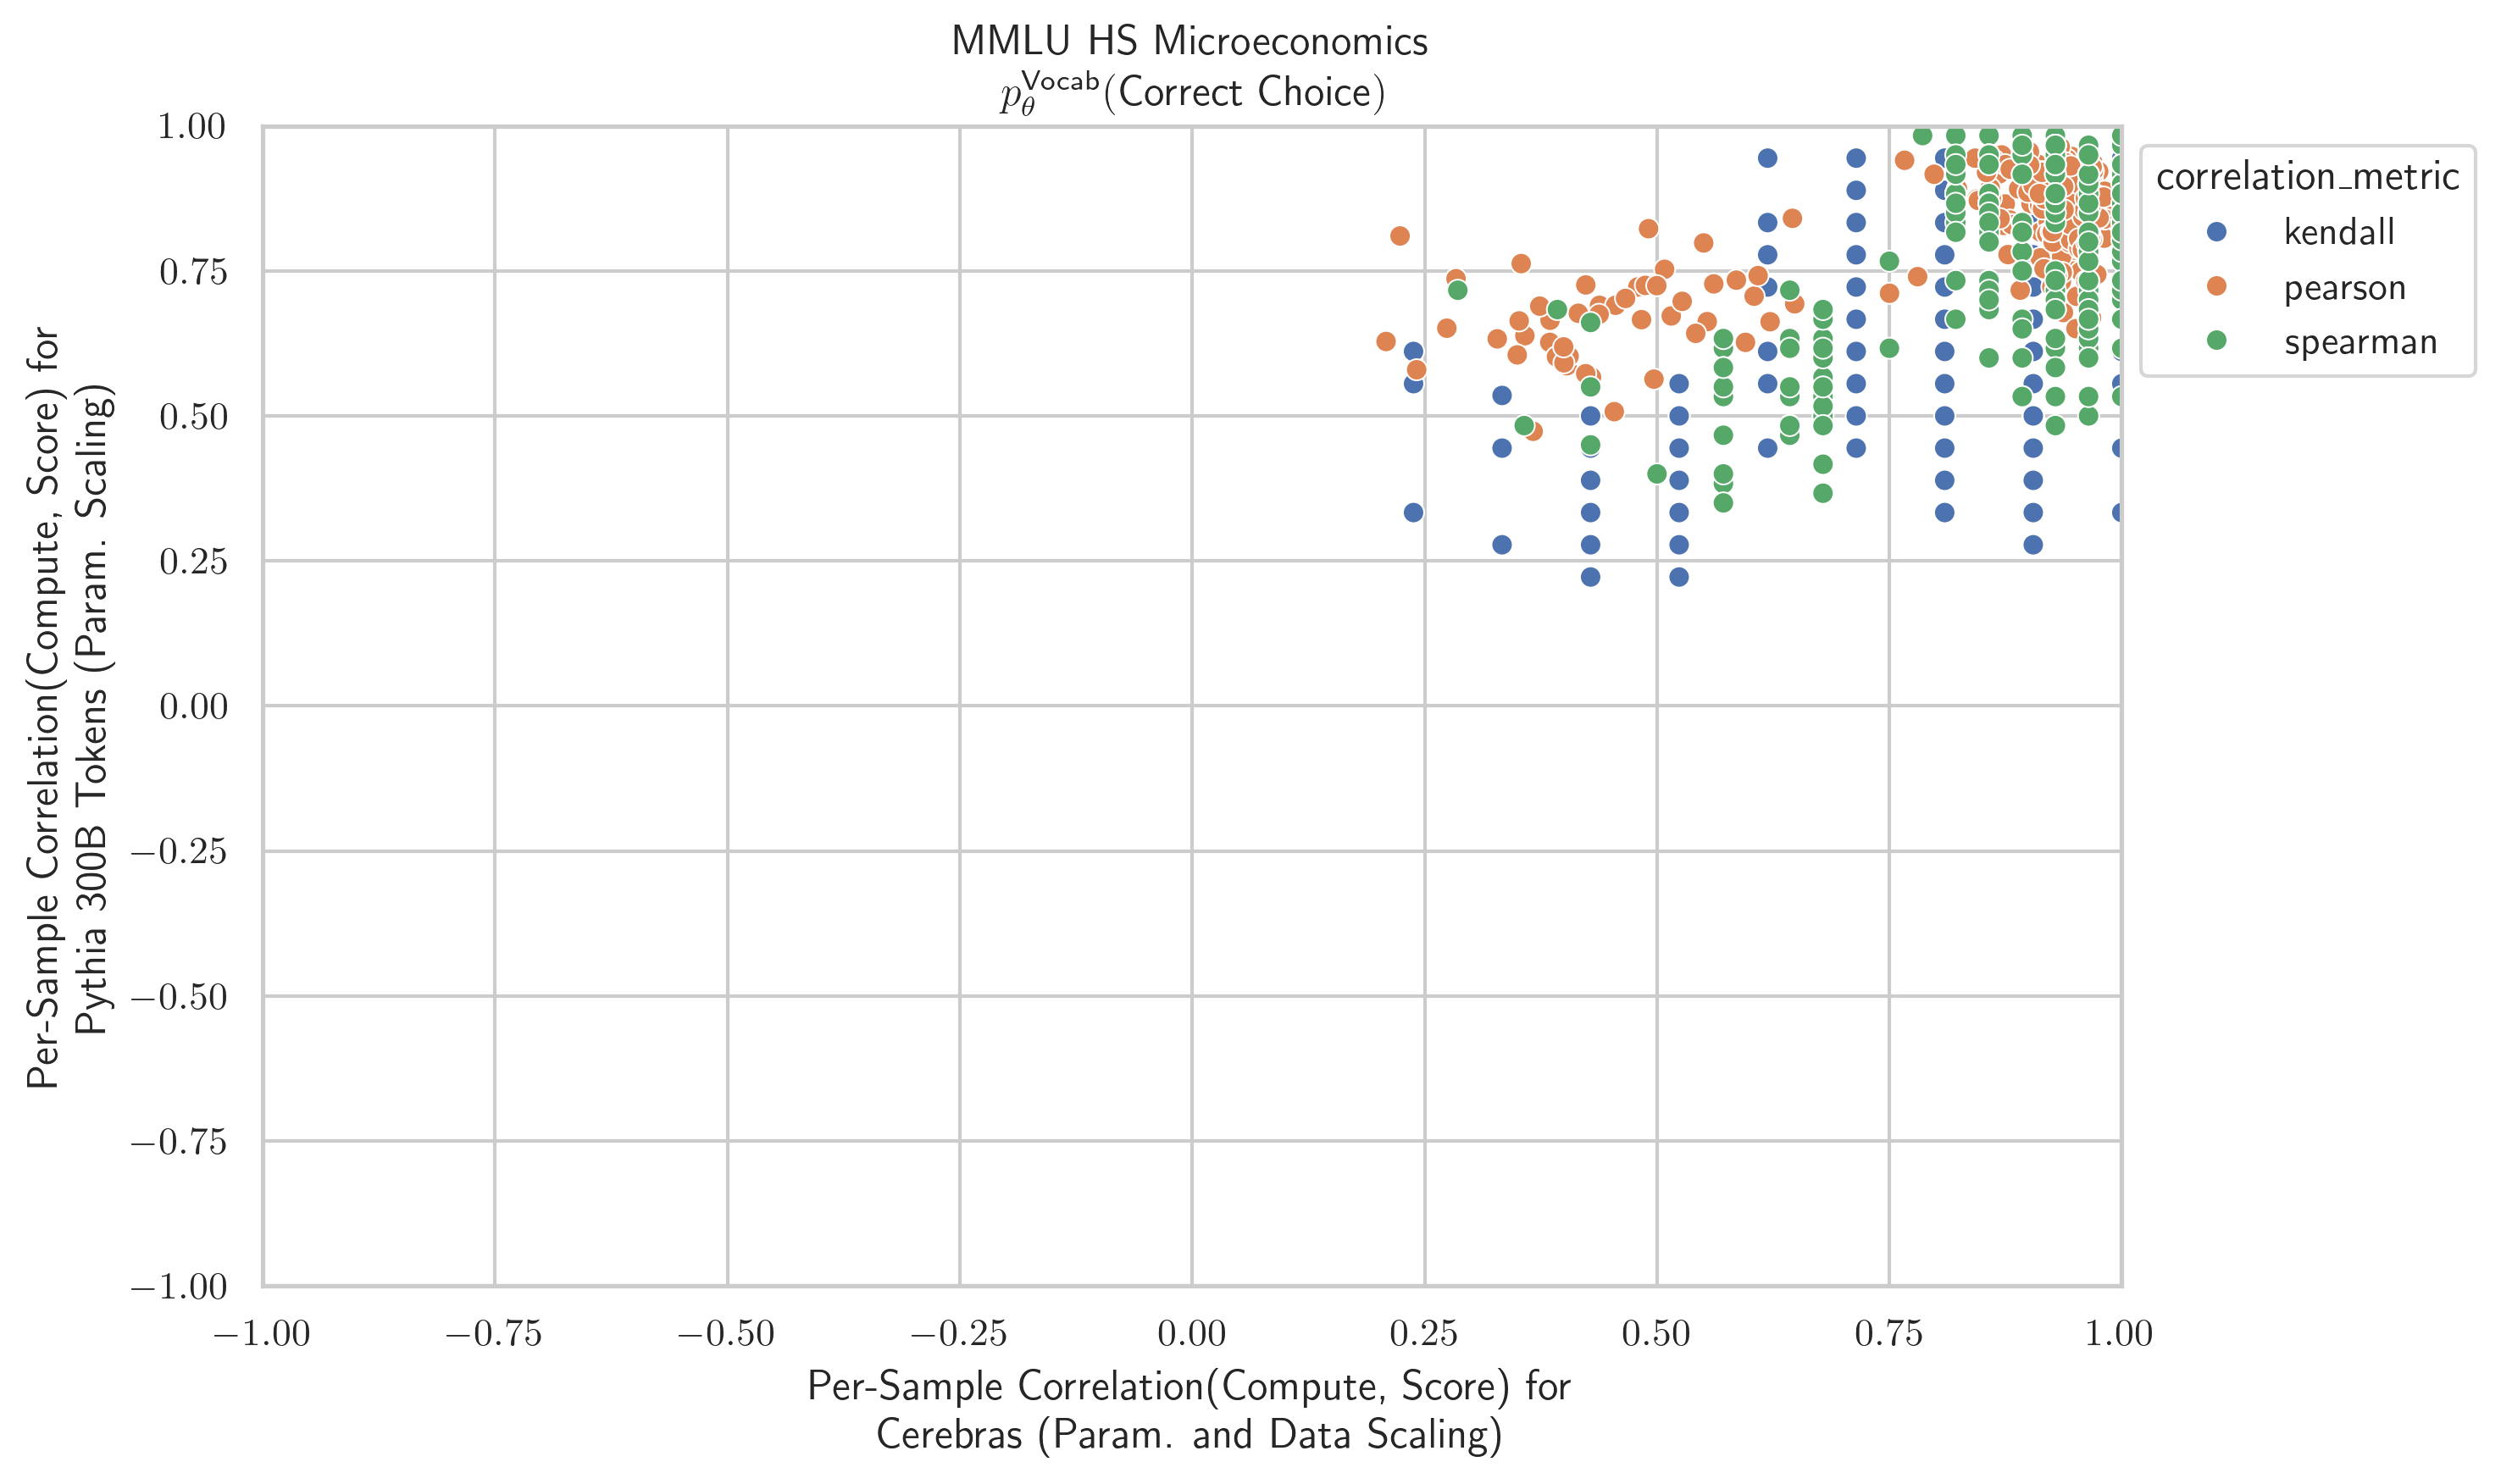 MMLU HS Microeconomics
p_θ^Vocab(Correct Choice)
1.00
0.75
0.50
0.25
0.00
−0.25
−0.50
−0.75
−1.00
Per-Sample Correlation(Compute, Score) for
Pythia 300B Tokens (Param. Scaling)
−1.00
−0.75
−0.50
−0.25
0.00
0.25
0.50
0.75
1.00
Per-Sample Correlation(Compute, Score) for
Cerebras (Param. and Data Scaling)
correlation_metric
kendall
pearson
spearman